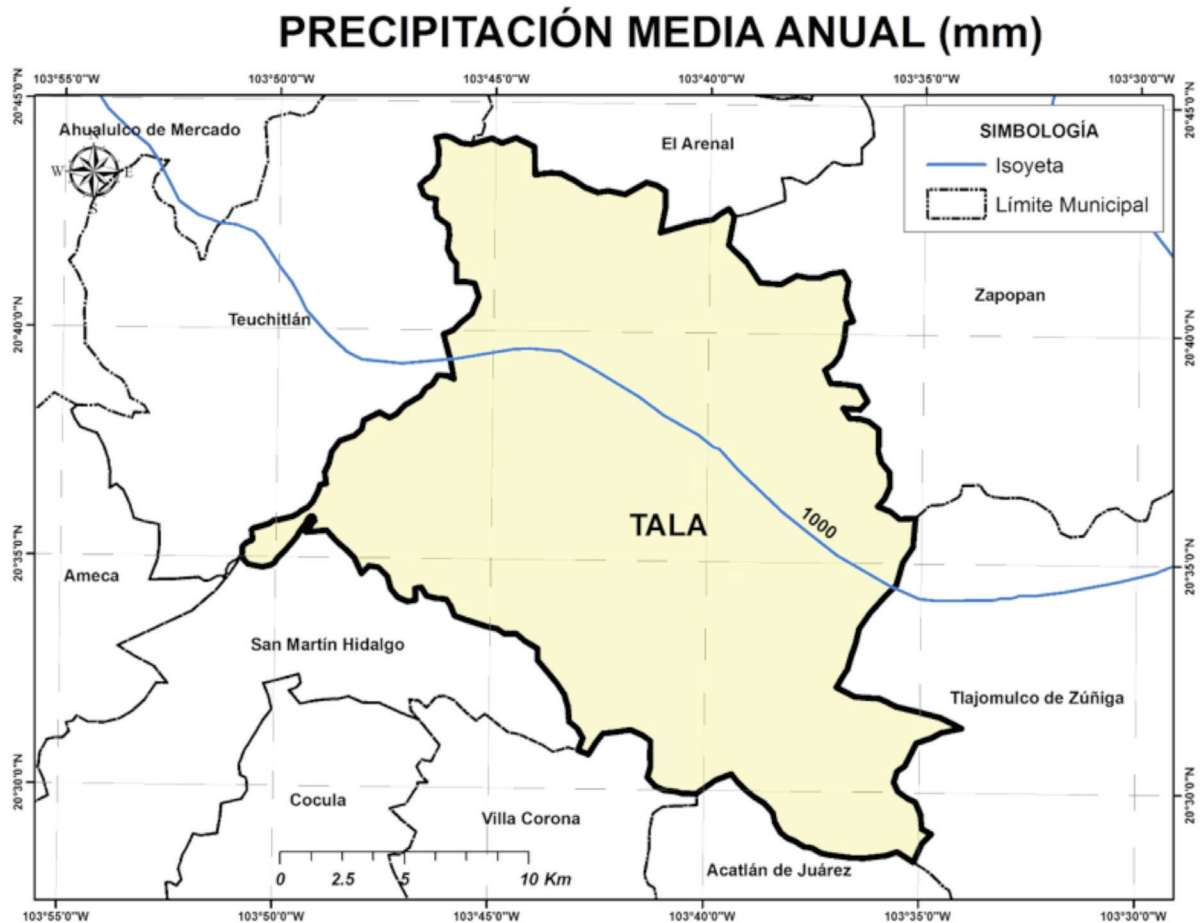 PRECIPITACIÓN MEDIA ANUAL (mm)
103°55'0"W 103°50'0"W 103°45'0"W 103°40'0"W 103°35'0"W 103°30'0"W
20°45'0"N
20°45'0"N
Ahualulco de Mercado
N
W E
S
El Arenal
SIMBOLOGÍA
Isoyeta
Límite Municipal
Zapopan
Teuchitlán
20°40'0"N
20°40'0"N
1000
TALA
20°35'0"N
20°35'0"N
Ameca
San Martín Hidalgo
Tlajomulco de Zúñiga
20°30'0"N
20°30'0"N
Cocula
Villa Corona
Acatlán de Juárez
0 2.5 5 10 Km
103°55'0"W 103°50'0"W 103°45'0"W 103°40'0"W 103°35'0"W 103°30'0"W